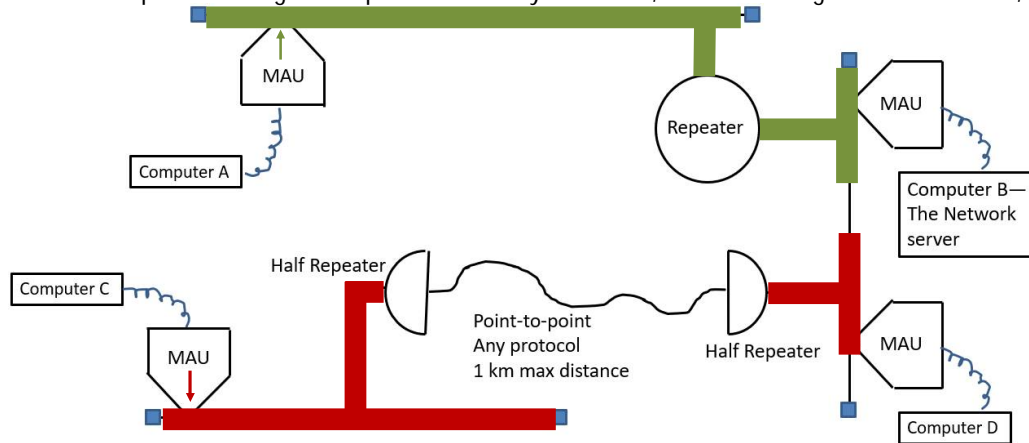 MAU
MAU
Repeater
Computer A
Computer B—
The Network
server
Half Repeater
Computer C
Point-to-point
Any protocol
1 km max distance
Half Repeater
MAU
MAU
Computer D